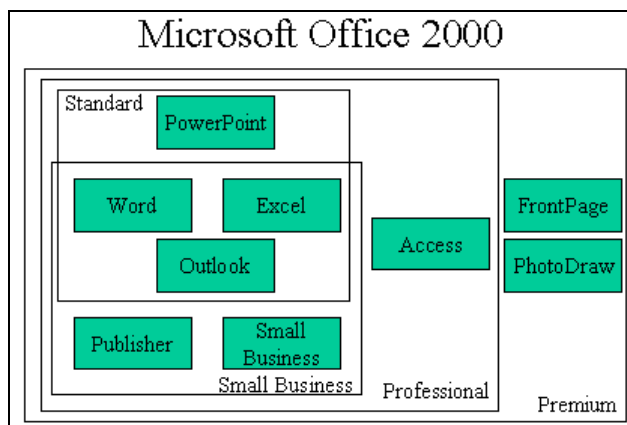 Microsoft Office 2000
Standard
PowerPoint
Word
Excel
Outlook
Access
FrontPage
PhotoDraw
Publisher
Small
Business
Small Business
Professional
Premium